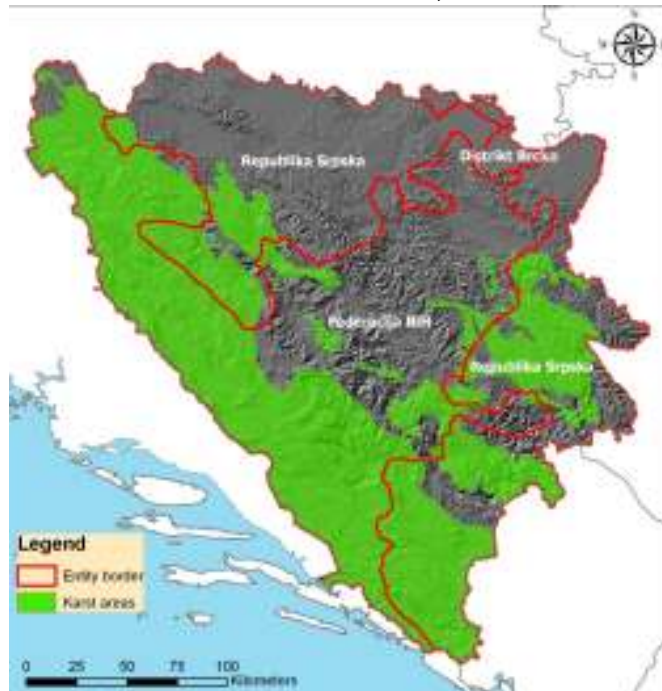 Republika Srpska
Distrikt Brcko
Federacija BIH
Republika Srpska
Legend
Entity border
Karst areas
0 25 50 75 100
Kilometers